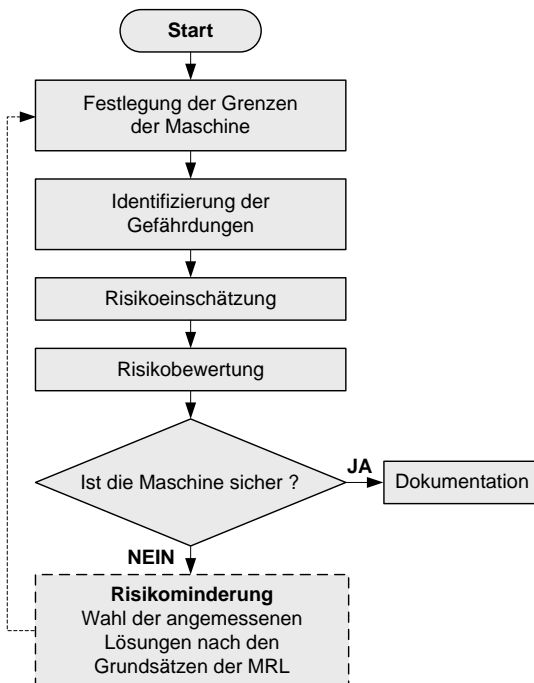 Start
Festlegung der Grenzen
der Maschine
Identifizierung der
Gefährdungen
Risikoeinschätzung
Risikobewertung
Ist die Maschine sicher ?
JA
Dokumentation
NEIN
Risikominderung
Wahl der angemessenen
Lösungen nach den
Grundsätzen der MRL